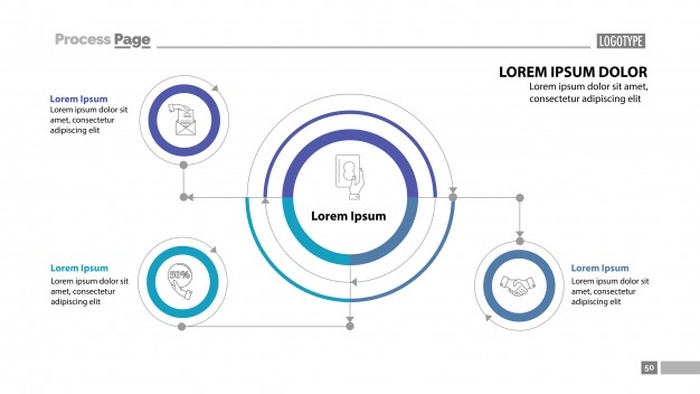 Process Page
LOGOTYPE
LOREM IPSUM DOLOR
Lorem ipsum dolor sit amet,
consectetur adipiscing elit
Lorem Ipsum
Lorem ipsum dolor sit
amet, consectetur
adipiscing elit
Lorem Ipsum
Lorem Ipsum
Lorem ipsum dolor sit
amet, consectetur
adipiscing elit
50%
Lorem Ipsum
Lorem ipsum dolor sit
amet, consectetur
adipiscing elit
50